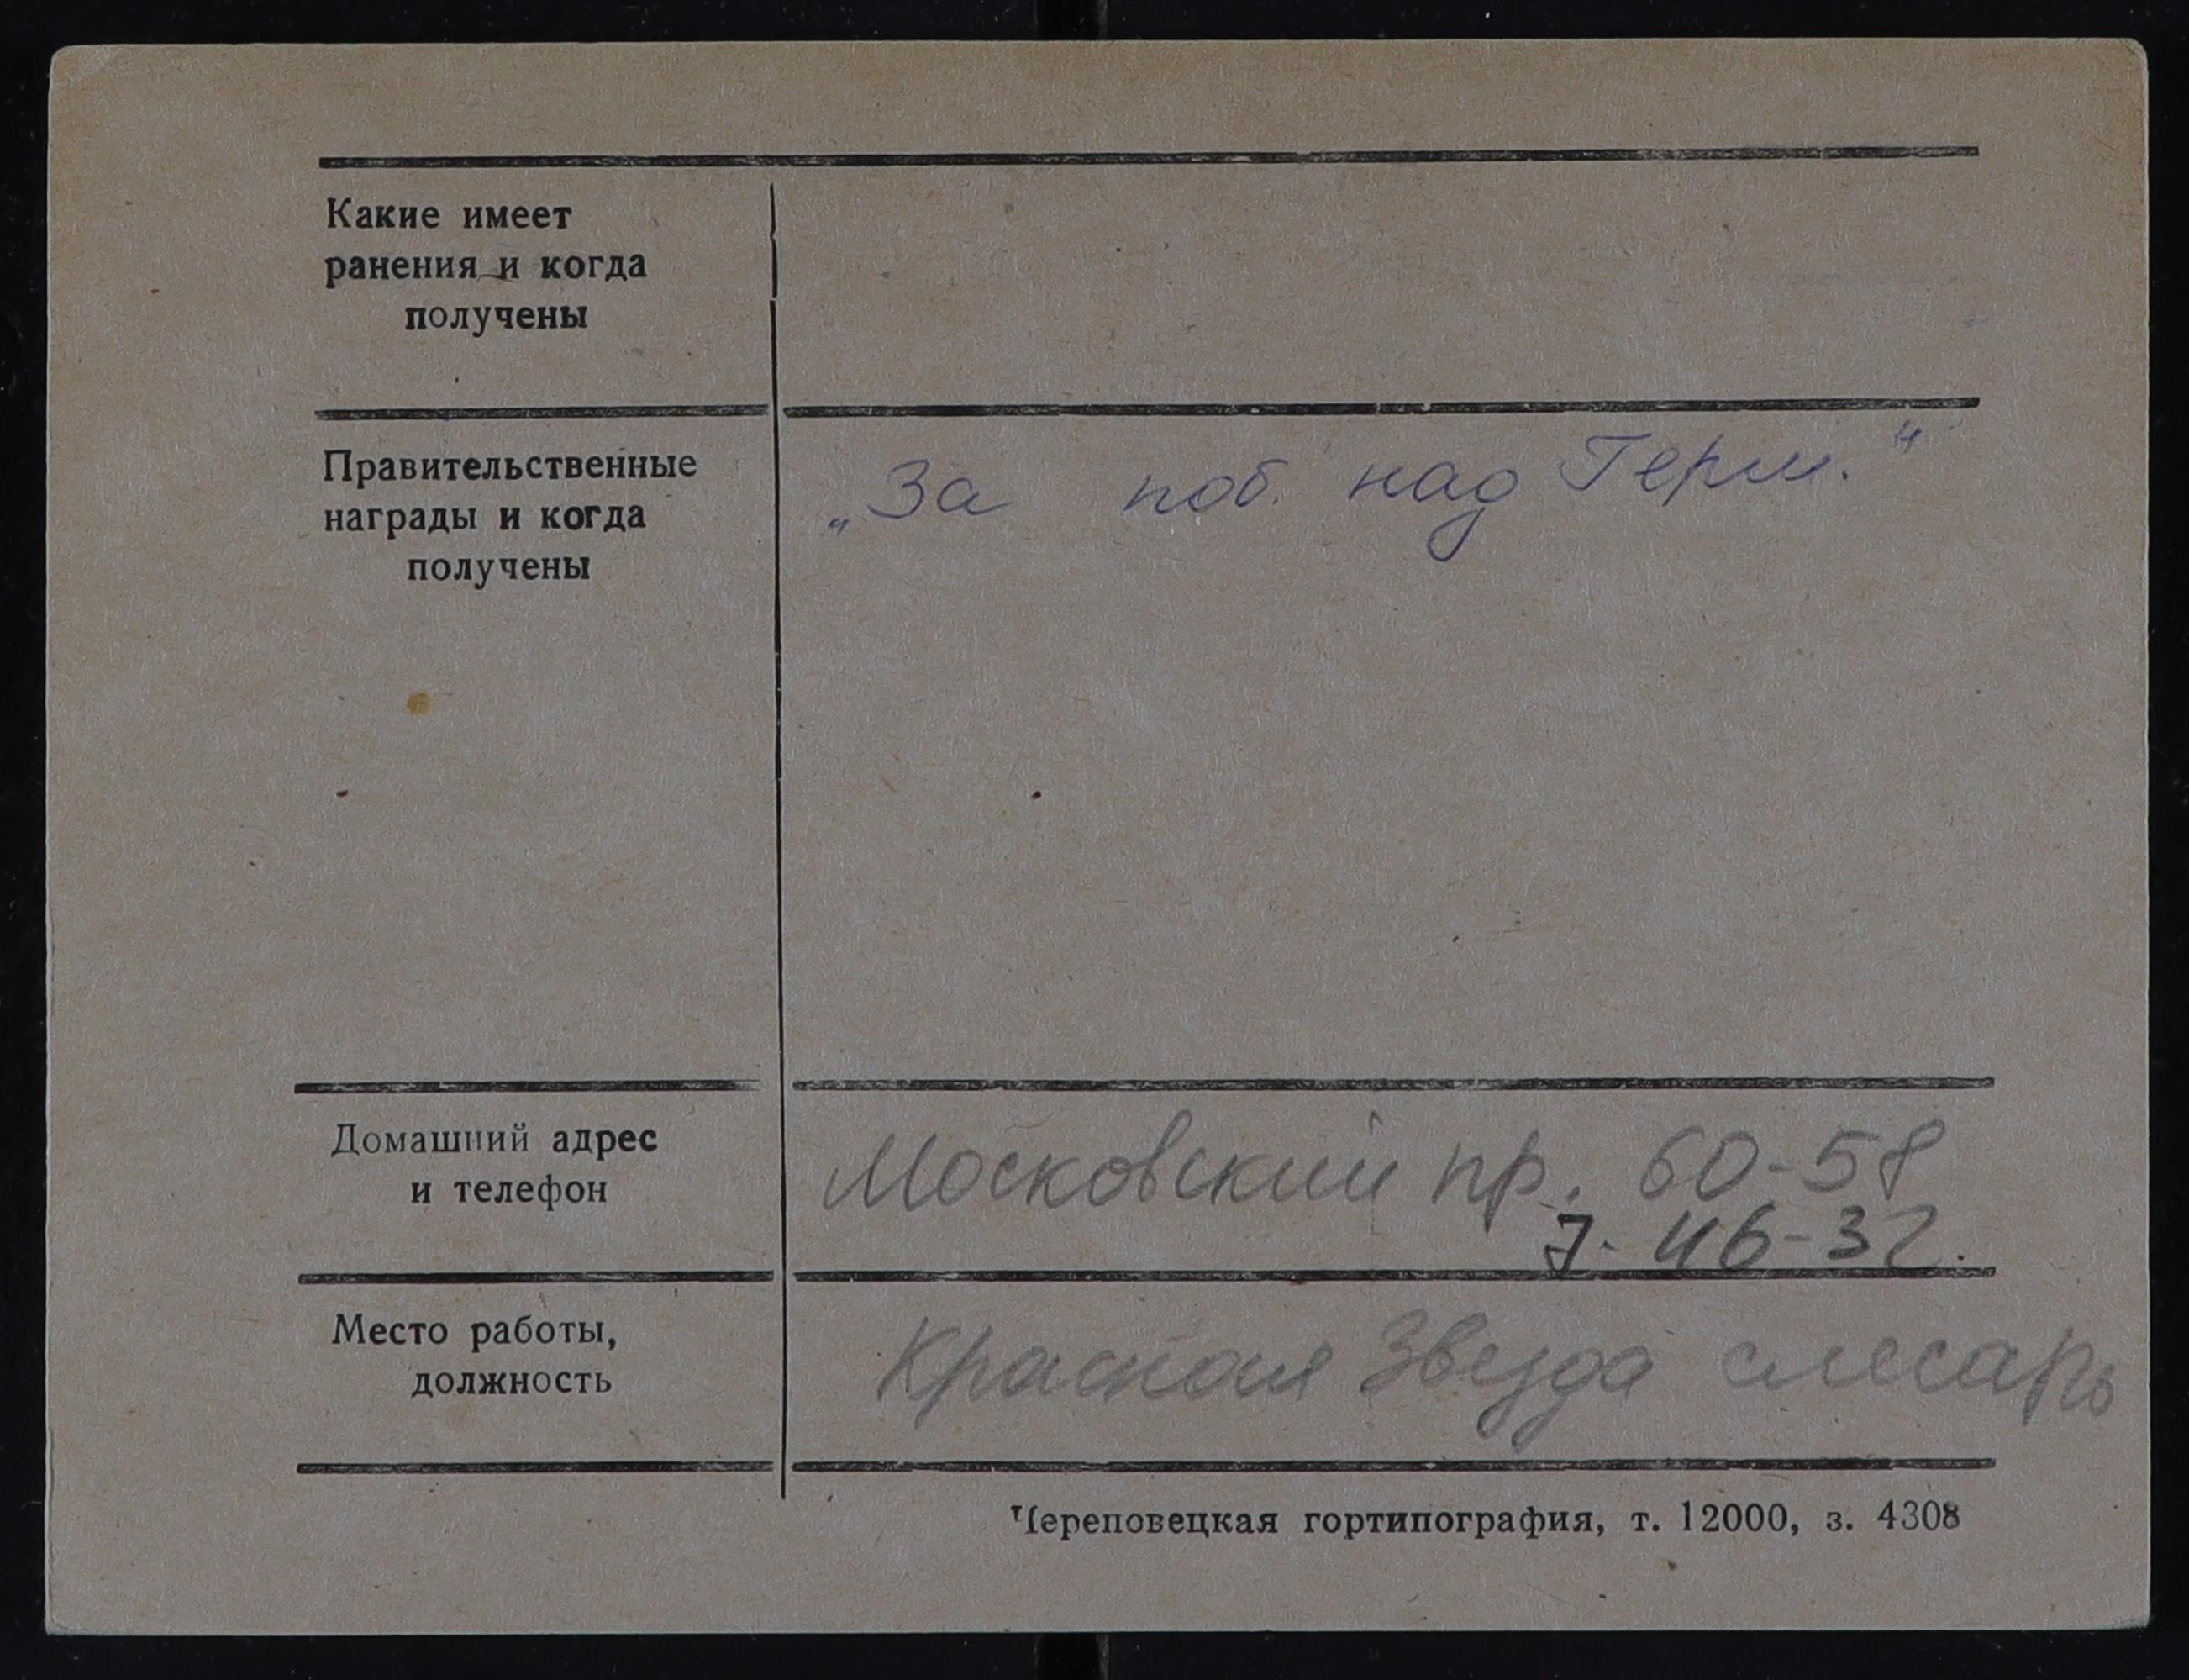 Какие имеет
ранения и когда
получены
Правительственные
награды и когда
получены
„За поб. над Герм."
Домашний адрес
и телефон
Московский пр. 60-58
7-46-32.
Место работы,
должность
Красная Звезда слесарь
Череповецкая гортипография, т. 12000, з. 4308